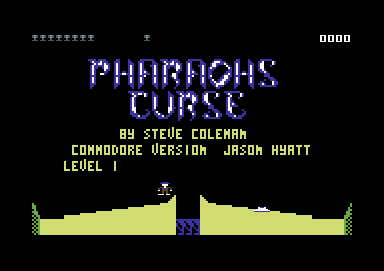 0000
PHARAOHS
CURSE
BY STEVE COLEMAN
COMMODORE VERSION JASON HYATT
LEVEL 1